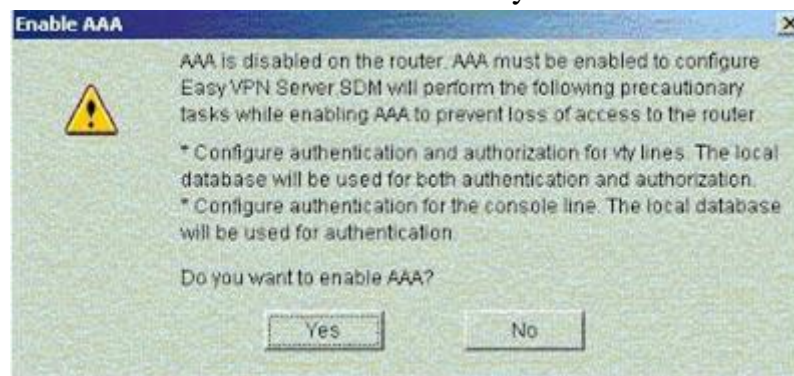 Enable AAA
AAA is disabled on the router. AAA must be enabled to configure
Easy VPN Server SDM will perform the following precautionary
tasks while enabling AAA to prevent loss of access to the router.
* Configure authentication and authorization for vty lines. The local
database will be used for both authentication and authorization.
* Configure authentication for the console line. The local database
will be used for authentication.
Do you want to enable AAA?
Yes No